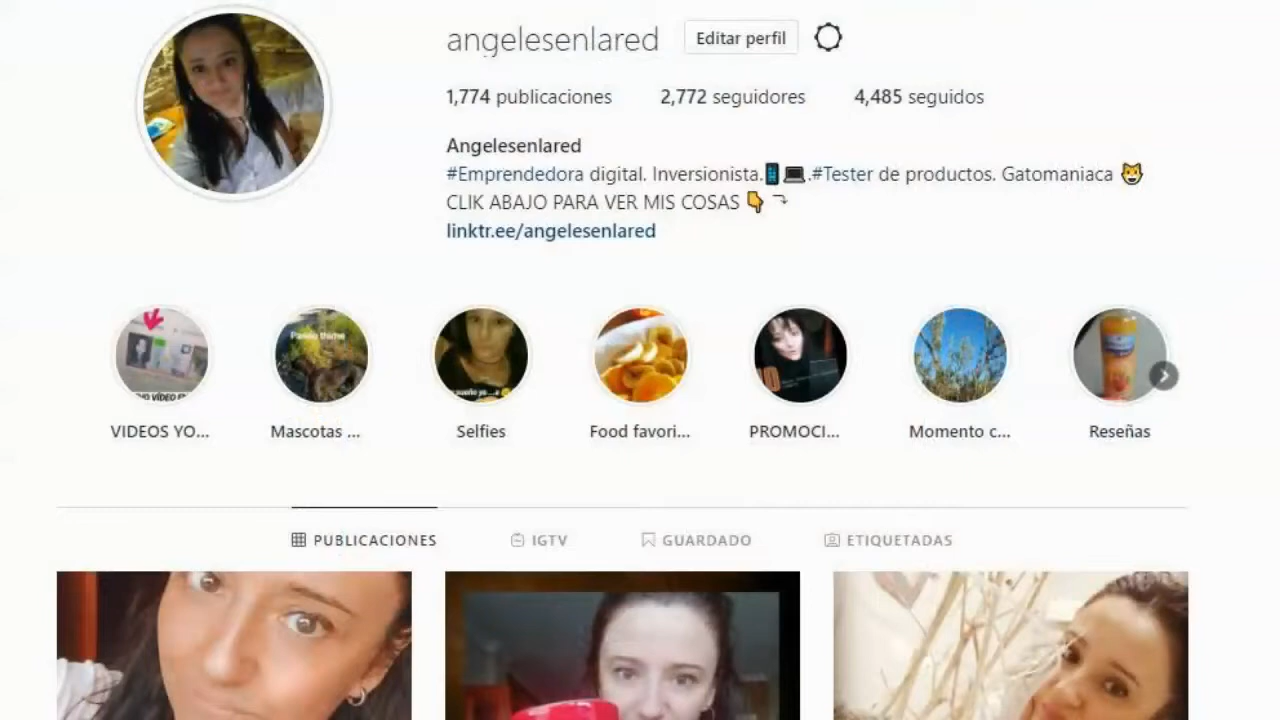 angelesenlared Editar perfil
1,774 publicaciones 2,772 seguidores 4,485 seguidos
Angelesenlared
#Emprendedora digital. Inversionista. .#Tester de productos. Gatomaniaca
CLIK ABAJO PARA VER MIS COSAS
linktr.ee/angelesenlared
VIDEOS YO... Mascotas ... Selfies Food favori... PROMOCI... Momento c... Reseñas
PUBLICACIONES IGTV GUARDADO ETIQUETADAS